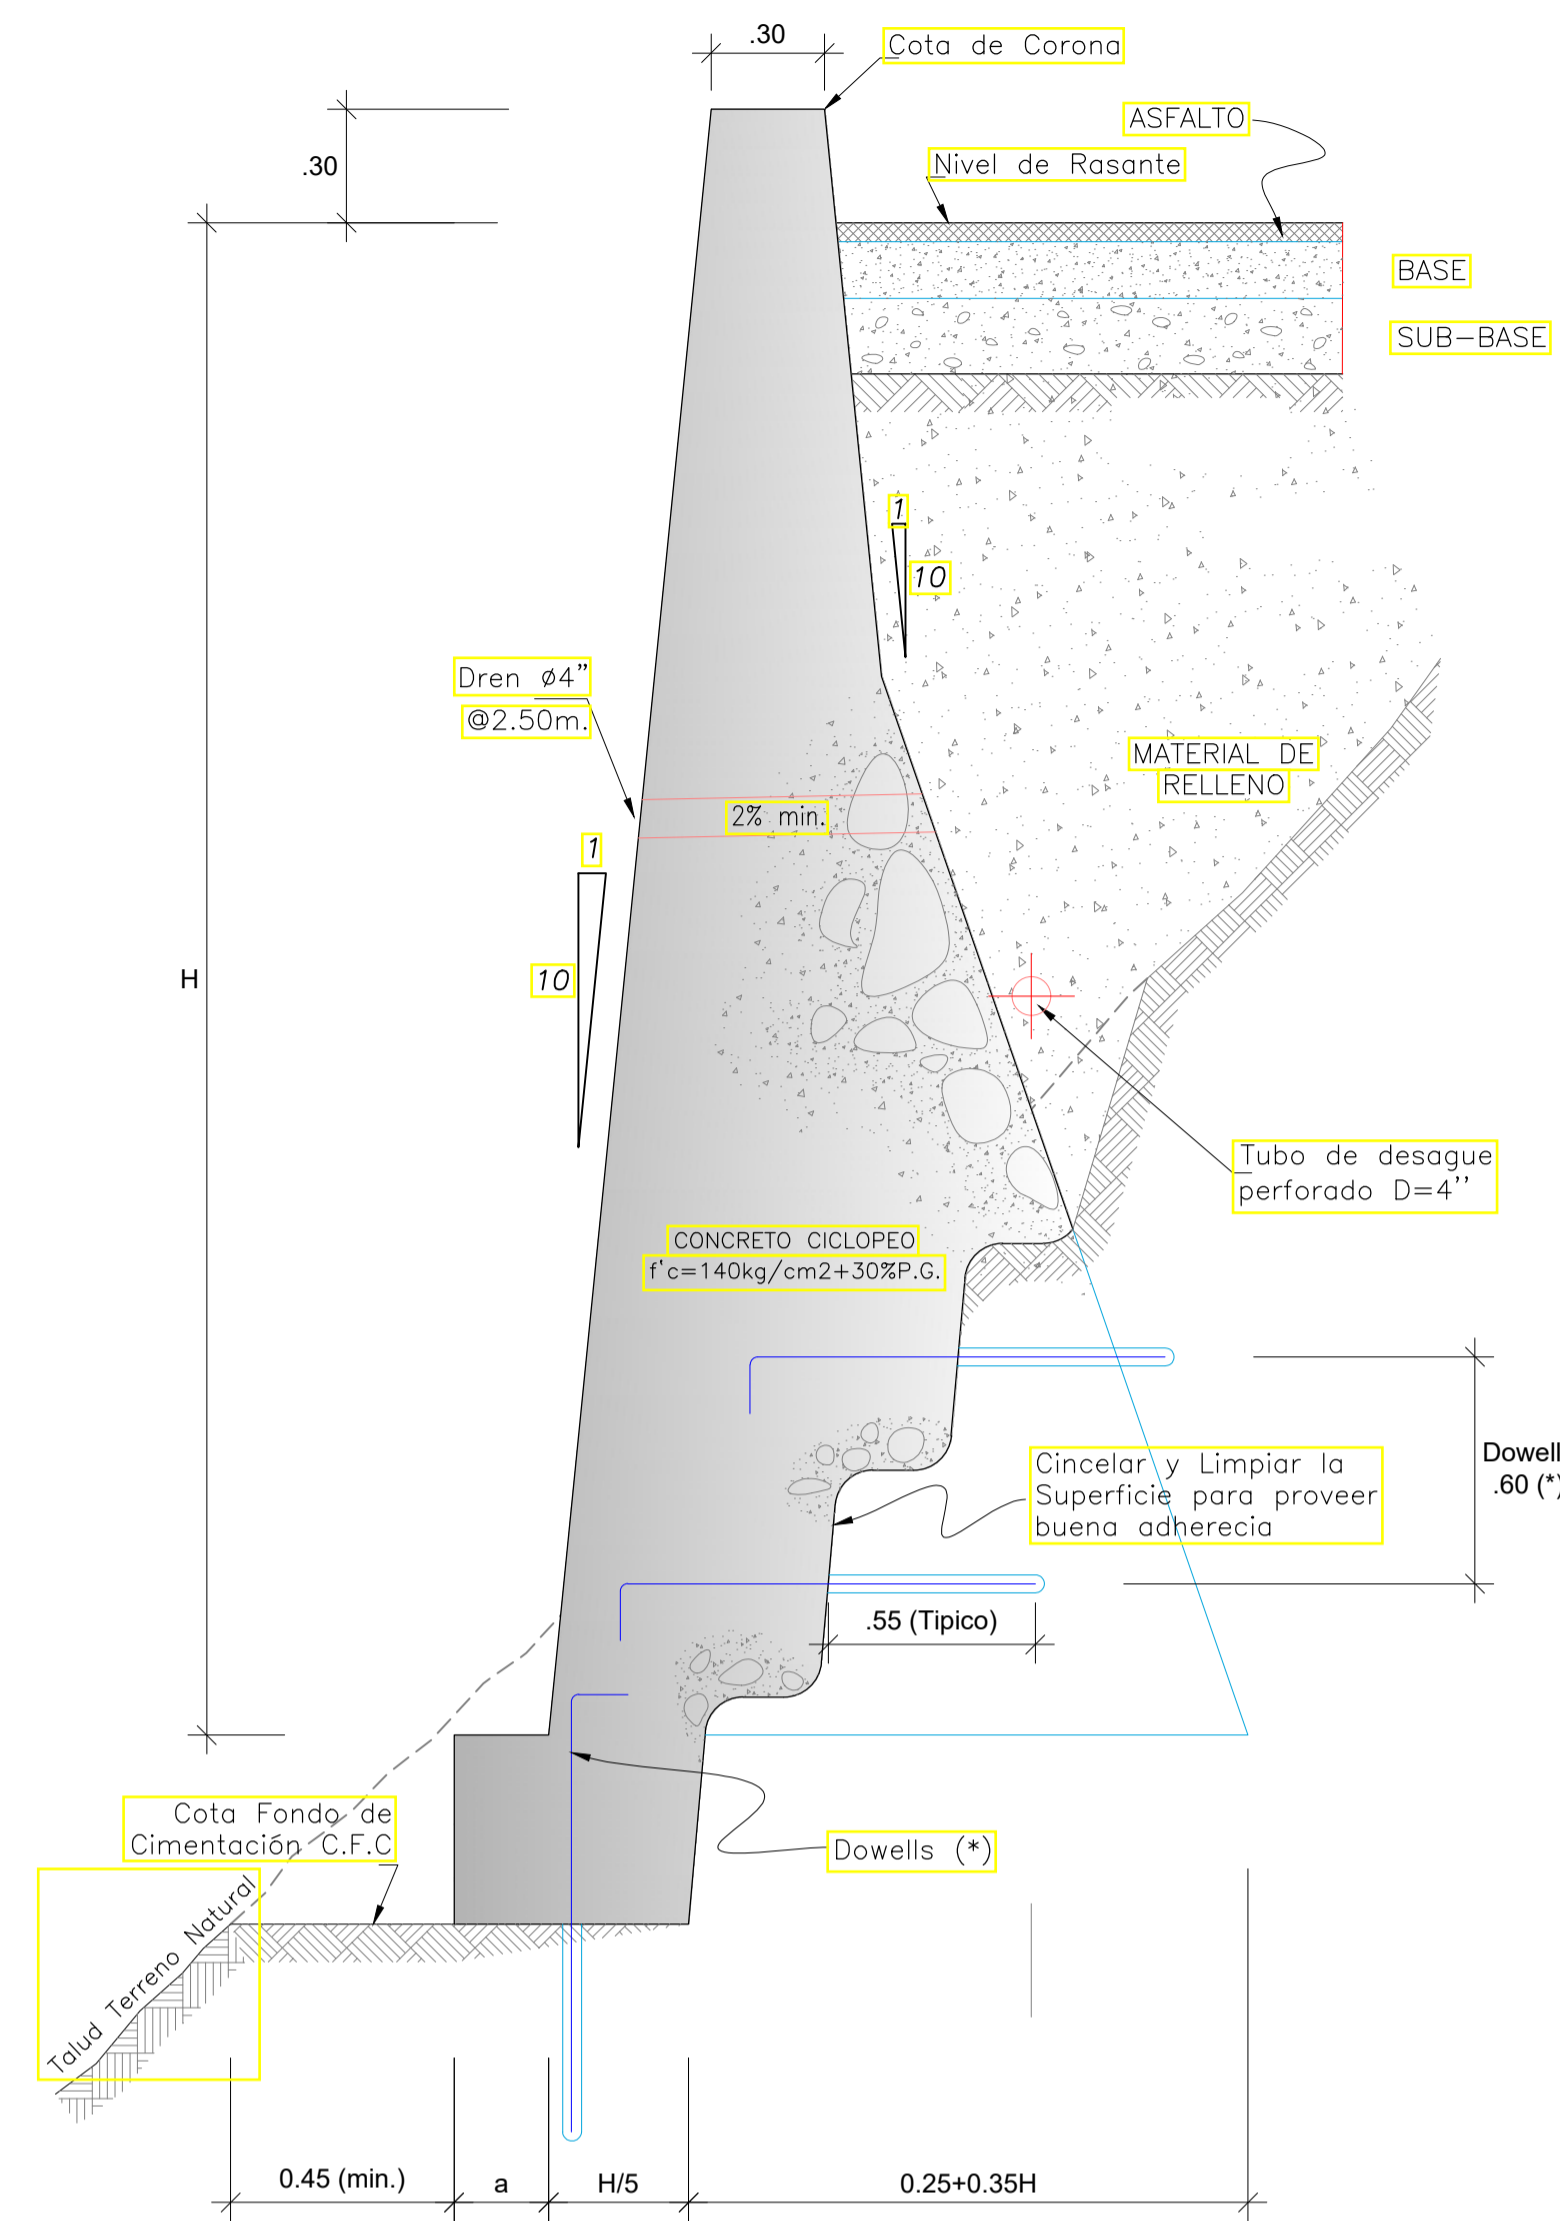 .30
Cota de Corona
ASFALTO
.30
Nivel de Rasante
BASE
SUB-BASE
1
10
Dren Ø4"
@2.50m.
MATERIAL DE
RELLENO
2% min.
1
10
H
Tubo de desague
perforado D=4''
CONCRETO CICLOPEO
f'c=140kg/cm2+30%P.G.
Dowell
.60 (*)
Cincelar y Limpiar la
Superficie para proveer
buena adherecia
.55 (Tipico)
Cota Fondo de
Cimentación C.F.C
Dowells (*)
Talud Terreno Natural
0.45 (min.)
a
H/5
0.25+0.35H